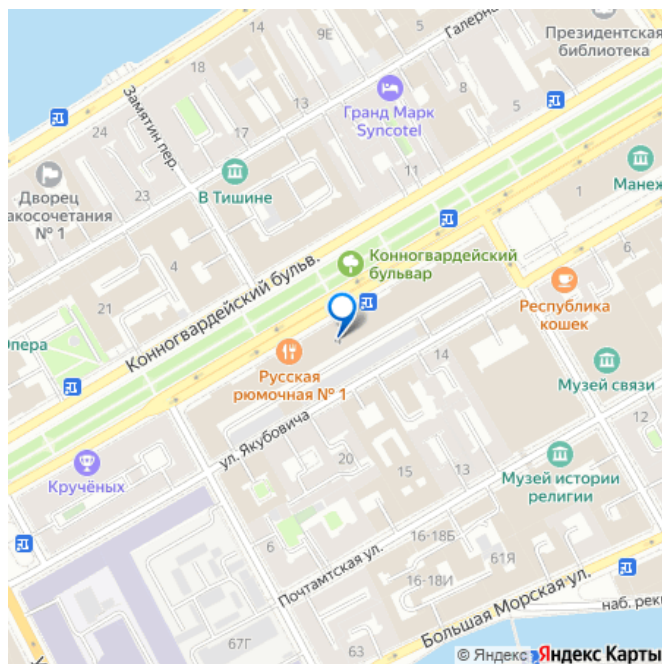 Галерная
Президентская
библиотека
9Е
14
18
Замятин пер.
Гранд Марк
Syncotel
8
5
24
17
Дворец
акосочетания
№ 1
23
В Тишине
11
1
Манеж
4
Конногвардейский
бульвар
6
Конногвардейский бульв.
Республика
кошек
21
Опера
4
Русская
рюмочная № 1
14
Музей связи
ул. Якубовича
12
Кручёных
20
15
13
Музей истории
религии
6
16-18Б
61Я
Почтамтская ул.
16-18И
Большая Морская ул.
наб. реки
67Г
63
© Яндекс Яндекс Карты